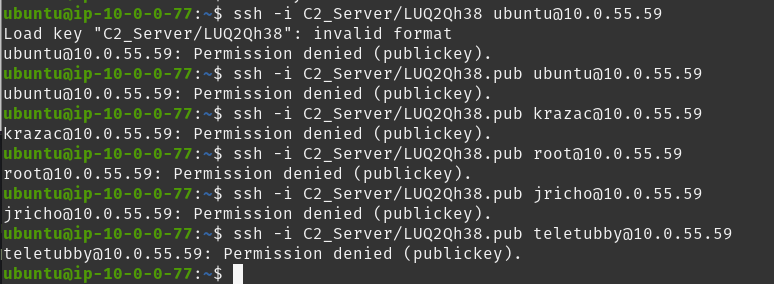 ubuntu@ip-10-0-0-77:~$ ssh -i C2_Server/LUQ2Qh38 ubuntu@10.0.55.59
Load key "C2_Server/LUQ2Qh38": invalid format
ubuntu@10.0.55.59: Permission denied (publickey).
ubuntu@ip-10-0-0-77:~$ ssh -i C2_Server/LUQ2Qh38.pub ubuntu@10.0.55.59
ubuntu@10.0.55.59: Permission denied (publickey).
ubuntu@ip-10-0-0-77:~$ ssh -i C2_Server/LUQ2Qh38.pub krazac@10.0.55.59
krazac@10.0.55.59: Permission denied (publickey).
ubuntu@ip-10-0-0-77:~$ ssh -i C2_Server/LUQ2Qh38.pub root@10.0.55.59
root@10.0.55.59: Permission denied (publickey).
ubuntu@ip-10-0-0-77:~$ ssh -i C2_Server/LUQ2Qh38.pub jricho@10.0.55.59
jricho@10.0.55.59: Permission denied (publickey).
ubuntu@ip-10-0-0-77:~$ ssh -i C2_Server/LUQ2Qh38.pub teletubby@10.0.55.59
teletubby@10.0.55.59: Permission denied (publickey).
ubuntu@ip-10-0-0-77:~$